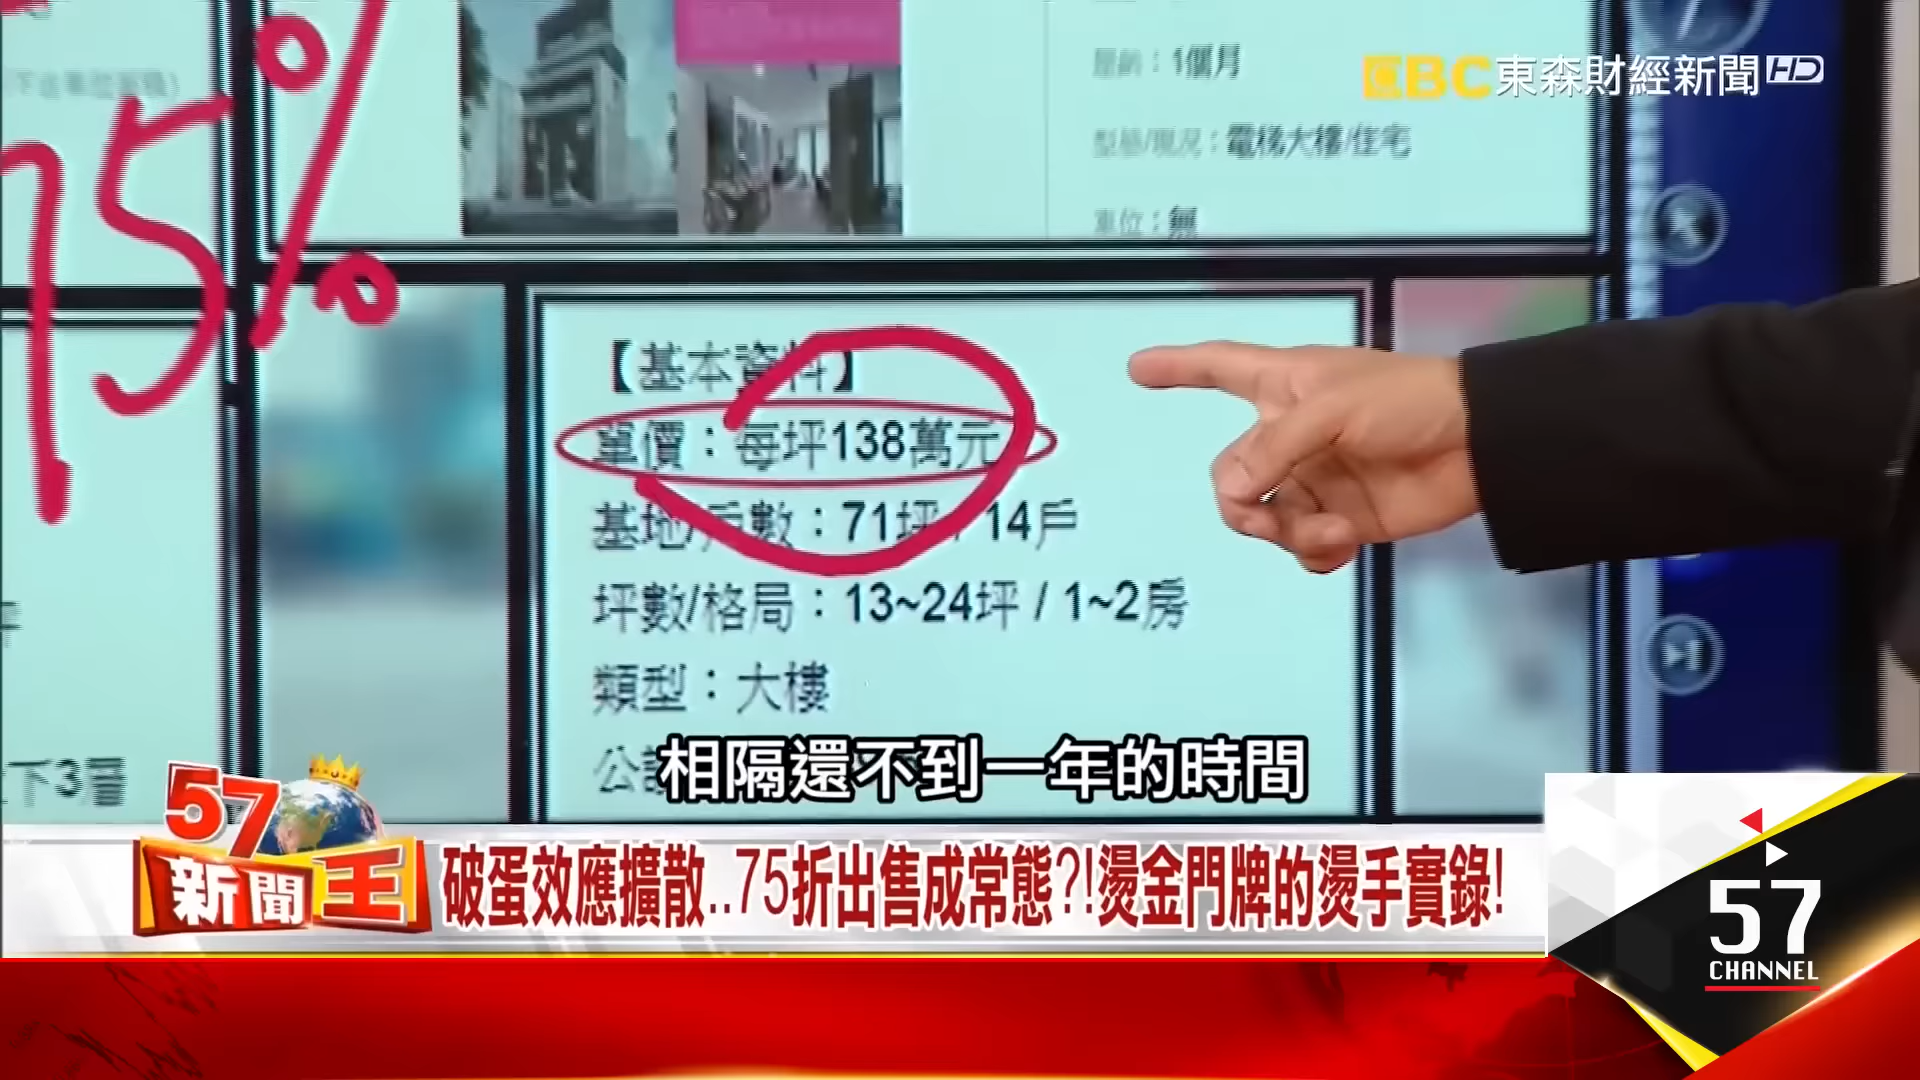 75%
1個月
EBC東森財經新聞HD
型態/現況：電梯大樓/住宅
車位：無
【基本資料】
單價：每坪138萬元
基地/戶數：71坪 / 14戶
坪數/格局：13~24坪 / 1~2房
類型：大樓
下3層
相隔還不到一年的時間
57
新聞王
破蛋效應擴散..75折出售成常態?!燙金門牌的燙手實錄!
57
CHANNEL